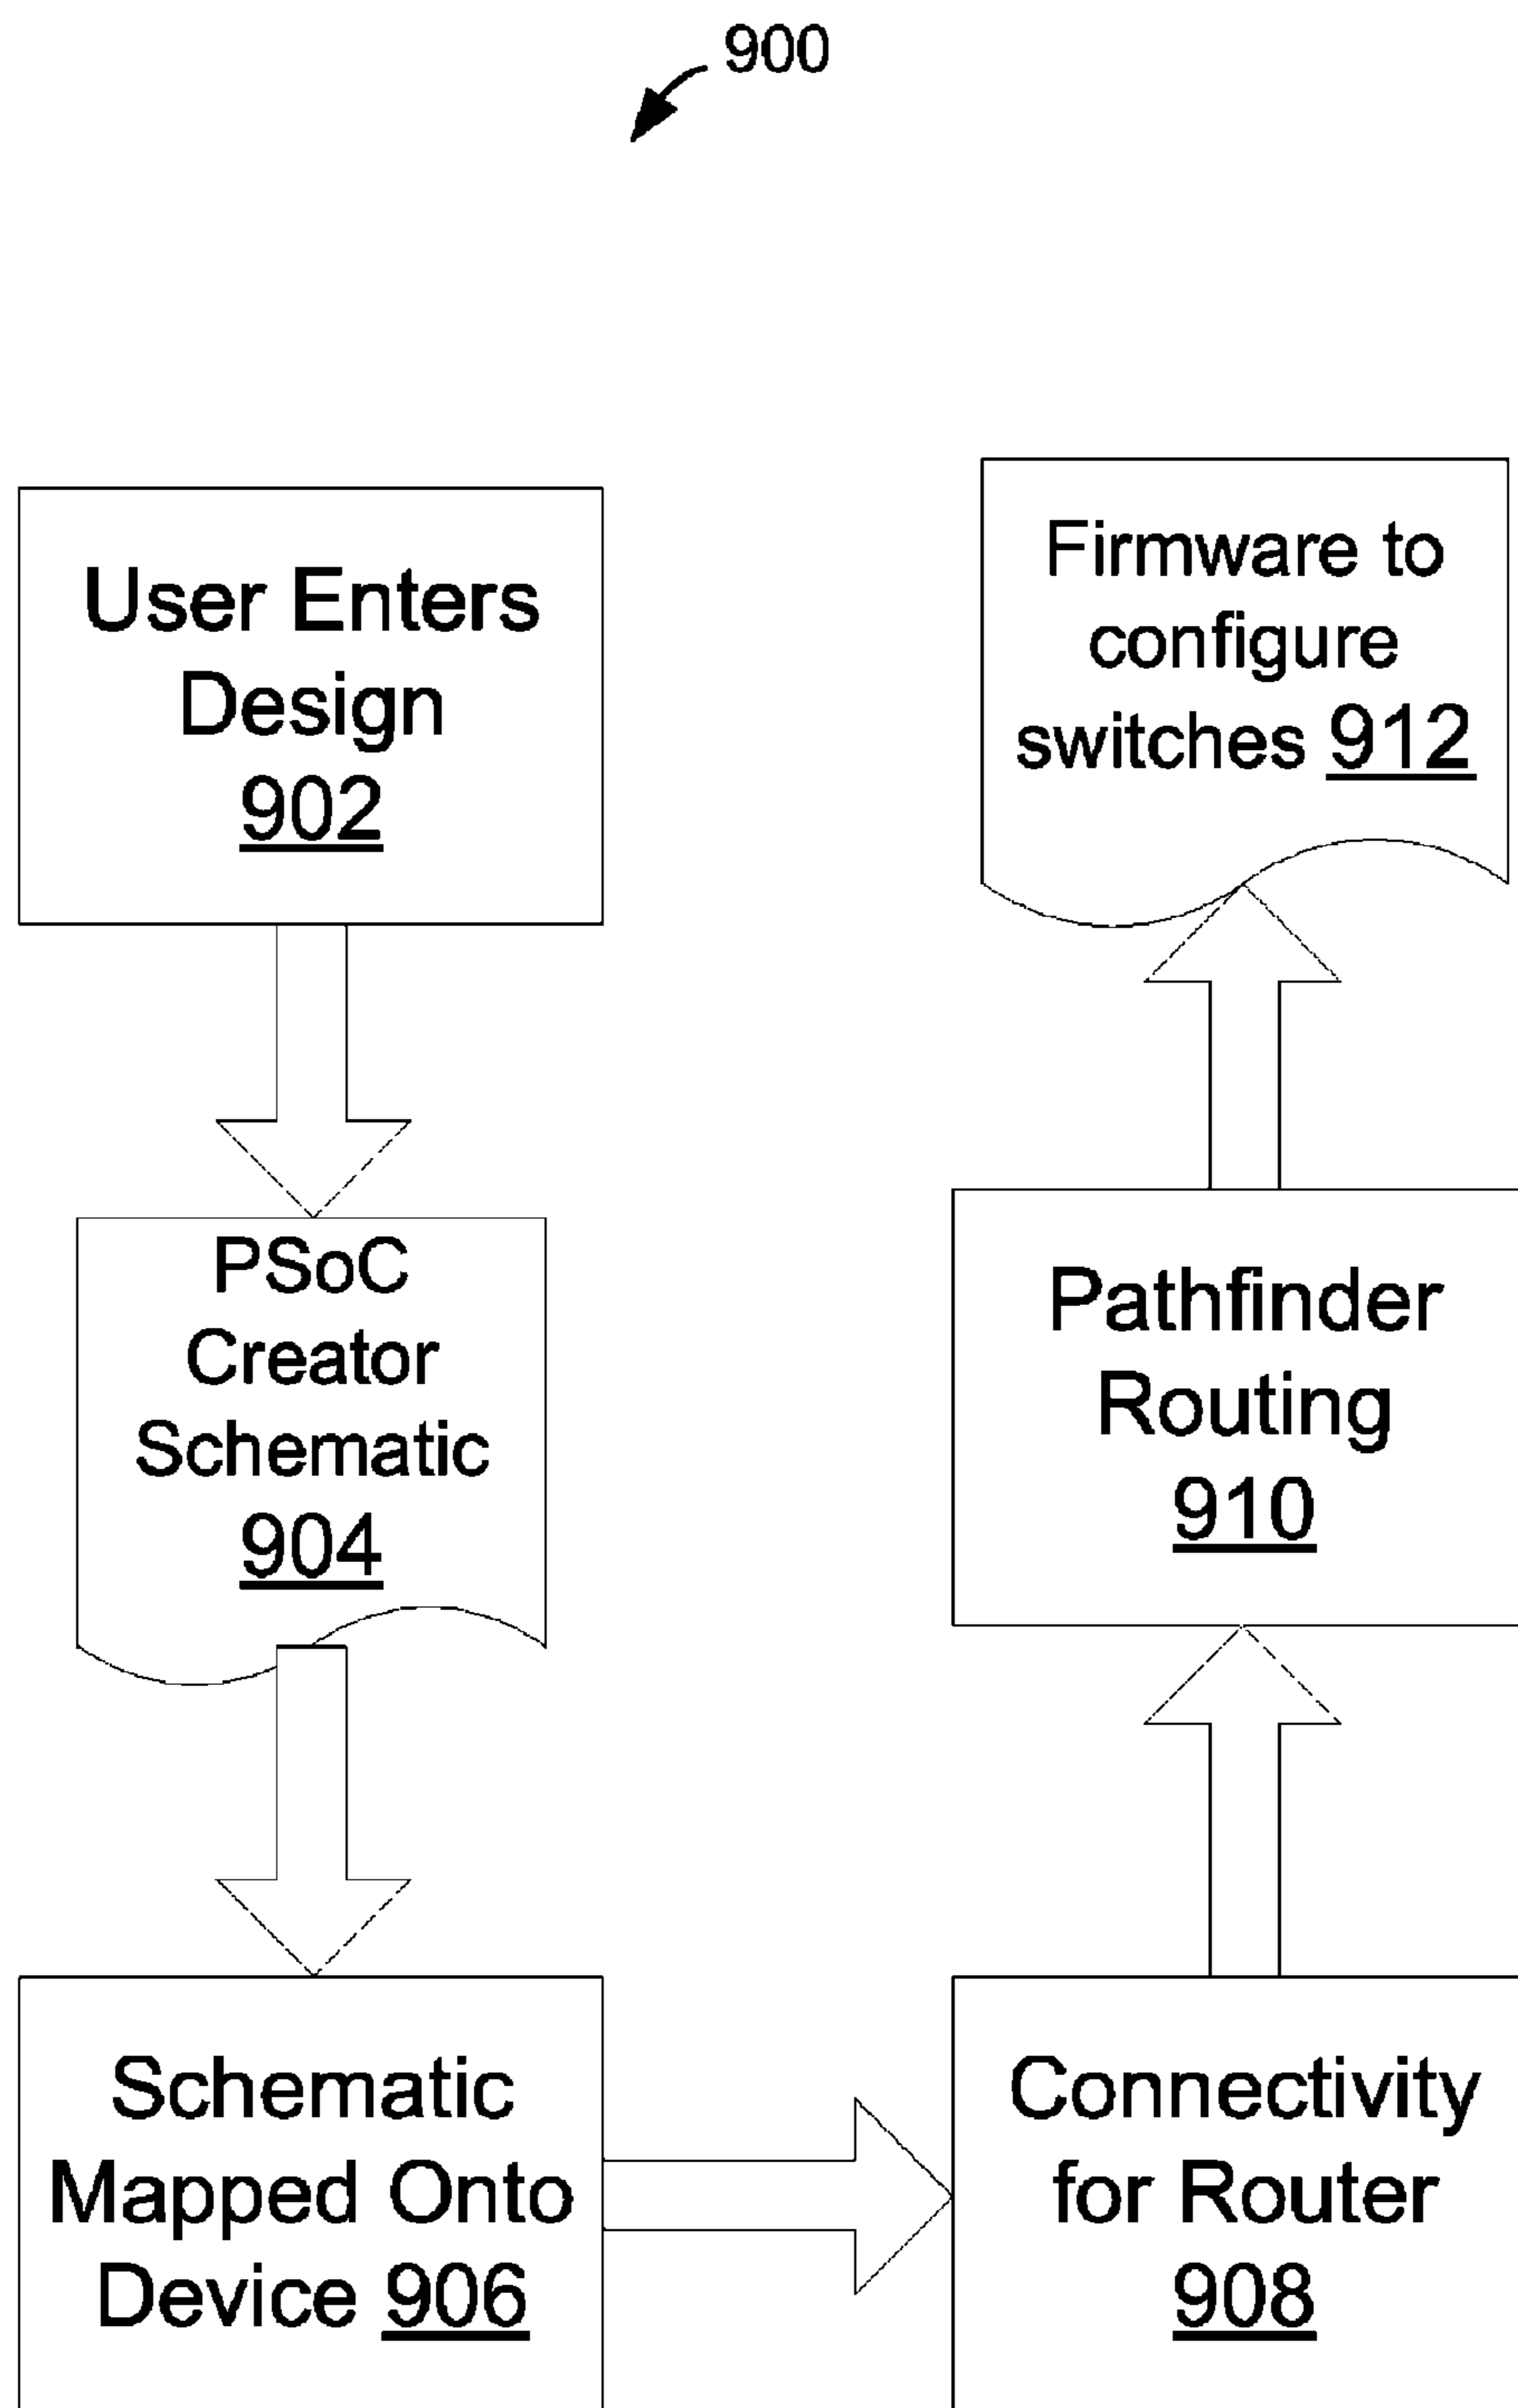 900
User Enters
Design
902
PSoC
Creator
Schematic
904
Schematic
Mapped Onto
Device 906
Connectivity
for Router
908
Pathfinder
Routing
910
Firmware to
configure
switches 912